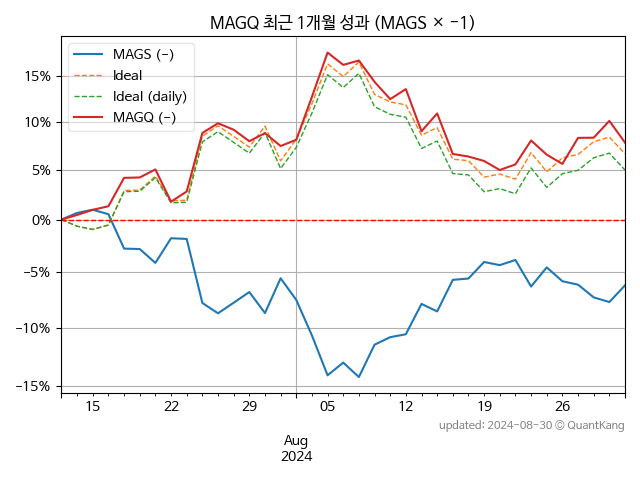 MAGQ 최근 1개월 성과 (MAGS × −1)
MAGS (−)
Ideal
Ideal (daily)
MAGQ (−)
15%
10%
5%
0%
−5%
−10%
−15%
15 22 29 05 12 19 26
Aug
2024
updated: 2024-08-30 © QuantKang